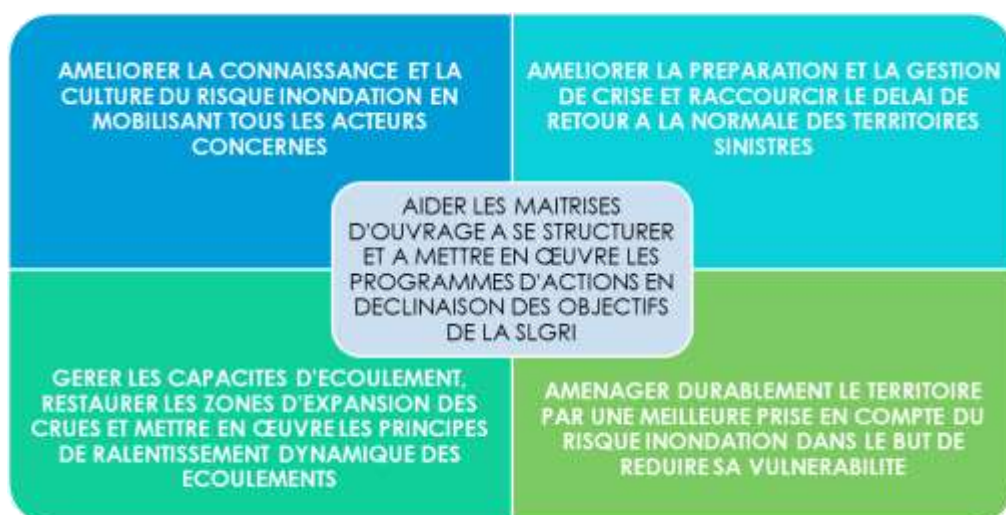 AMELIORER LA CONNAISSANCE ET LA
CULTURE DU RISQUE INONDATION EN
MOBILISANT TOUS LES ACTEURS
CONCERNES
AMELIORER LA PREPARATION ET LA GESTION
DE CRISE ET RACCOURCIR LE DELAI DE
RETOUR A LA NORMALE DES TERRITOIRES
SINISTRES
AIDER LES MAITRISES
D'OUVRAGE A SE STRUCTURER
ET A METTRE EN ŒUVRE LES
PROGRAMMES D'ACTIONS EN
DECLINAISON DES OBJECTIFS
DE LA SLGRI
GERER LES CAPACITES D'ECOULEMENT,
RESTAURER LES ZONES D'EXPANSION DES
CRUES ET METTRE EN ŒUVRE LES PRINCIPES
DE RALENTISSEMENT DYNAMIQUE DES
ECOULEMENTS
AMENAGER DURABLEMENT LE TERRITOIRE
PAR UNE MEILLEURE PRISE EN COMPTE DU
RISQUE INONDATION DANS LE BUT DE
REDUIRE SA VULNERABILITE